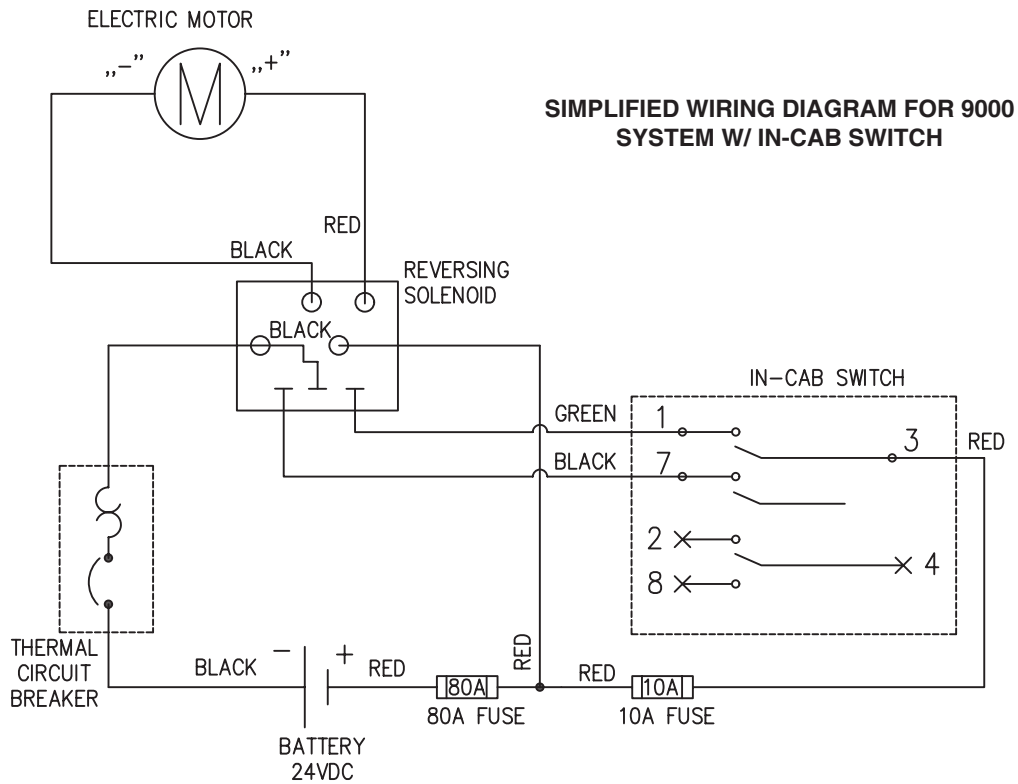 ELECTRIC MOTOR
„-” M „+”
SIMPLIFIED WIRING DIAGRAM FOR 9000
SYSTEM W/ IN-CAB SWITCH
RED
BLACK
REVERSING
SOLENOID
BLACK
IN-CAB SWITCH
GREEN 1
3 RED
BLACK 7
2
4
8
THERMAL
CIRCUIT
BREAKER
BLACK - + RED
RED
RED
80A
10A
80A FUSE
10A FUSE
BATTERY
24VDC